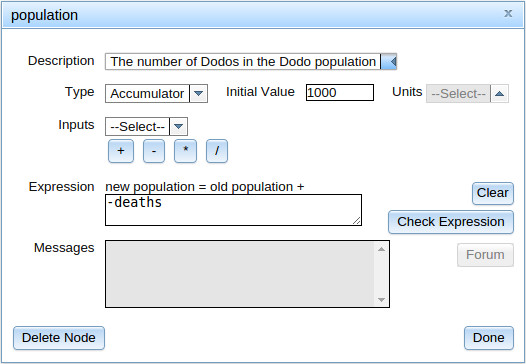 population x
Description The number of Dodos in the Dodo population
Type Accumulator Initial Value 1000 Units --Select--
Inputs --Select--
+ - * /
Expression new population = old population +
-deaths
Clear
Check Expression
Messages
Forum
Delete Node Done